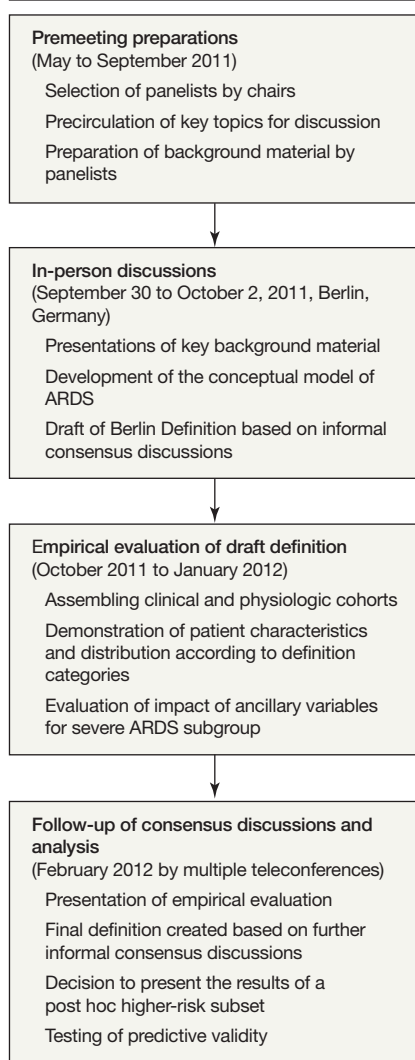 Premeeting preparations
(May to September 2011)
Selection of panelists by chairs
Precirculation of key topics for discussion
Preparation of background material by
panelists
In-person discussions
(September 30 to October 2, 2011, Berlin,
Germany)
Presentations of key background material
Development of the conceptual model of
ARDS
Draft of Berlin Definition based on informal
consensus discussions
Empirical evaluation of draft definition
(October 2011 to January 2012)
Assembling clinical and physiologic cohorts
Demonstration of patient characteristics
and distribution according to definition
categories
Evaluation of impact of ancillary variables
for severe ARDS subgroup
Follow-up of consensus discussions and
analysis
(February 2012 by multiple teleconferences)
Presentation of empirical evaluation
Final definition created based on further
informal consensus discussions
Decision to present the results of a
post hoc higher-risk subset
Testing of predictive validity